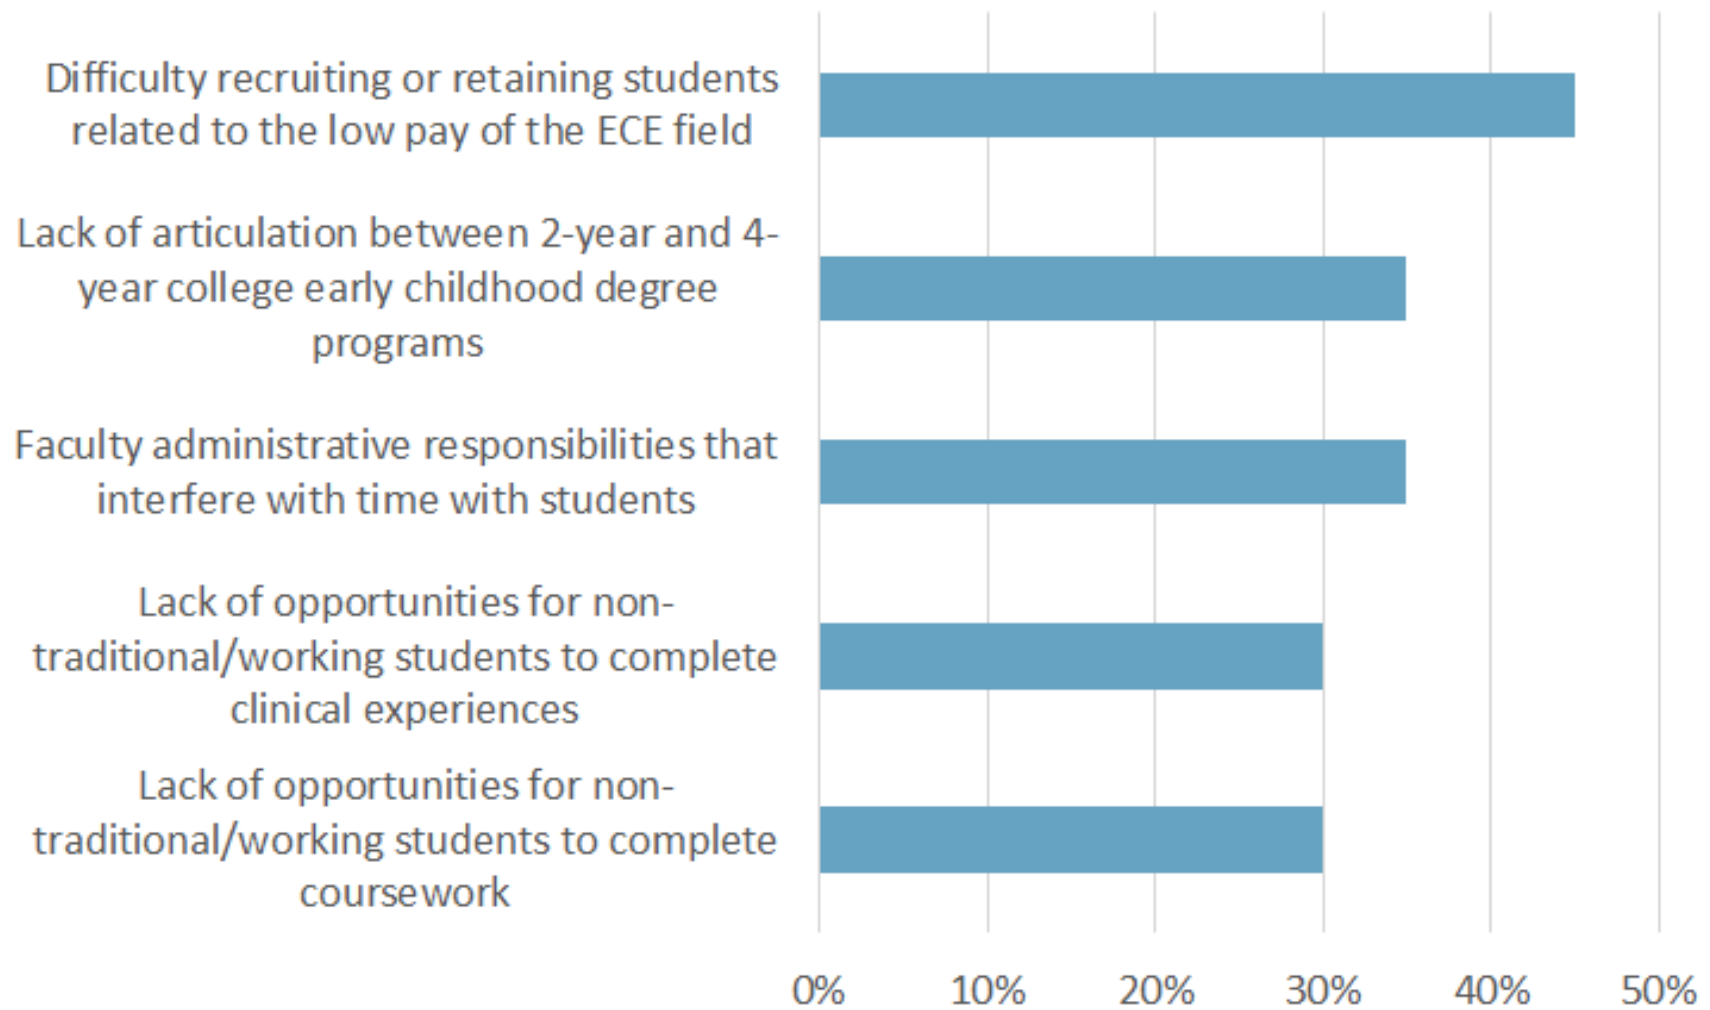 Difficulty recruiting or retaining students
related to the low pay of the ECE field
Lack of articulation between 2-year and 4-
year college early childhood degree
programs
Faculty administrative responsibilities that
interfere with time with students
Lack of opportunities for non-
traditional/working students to complete
clinical experiences
Lack of opportunities for non-
traditional/working students to complete
coursework
0% 10% 20% 30% 40% 50%